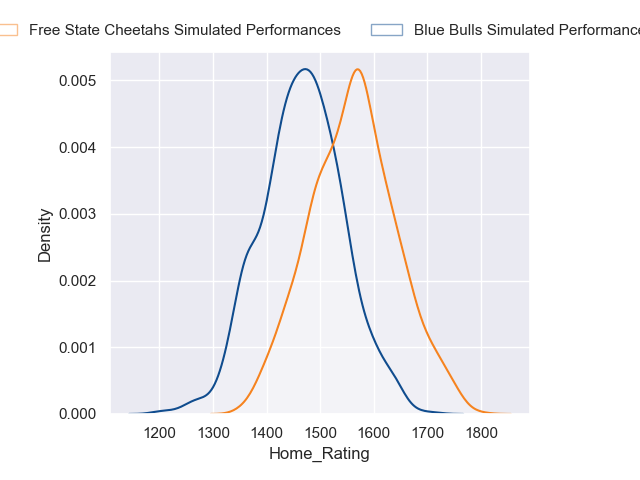 Free State Cheetahs Simulated Performances
Blue Bulls Simulated Performance
0.005
0.004
0.003
0.002
0.001
0.000
Density
1200 1300 1400 1500 1600 1700 1800
Home_Rating